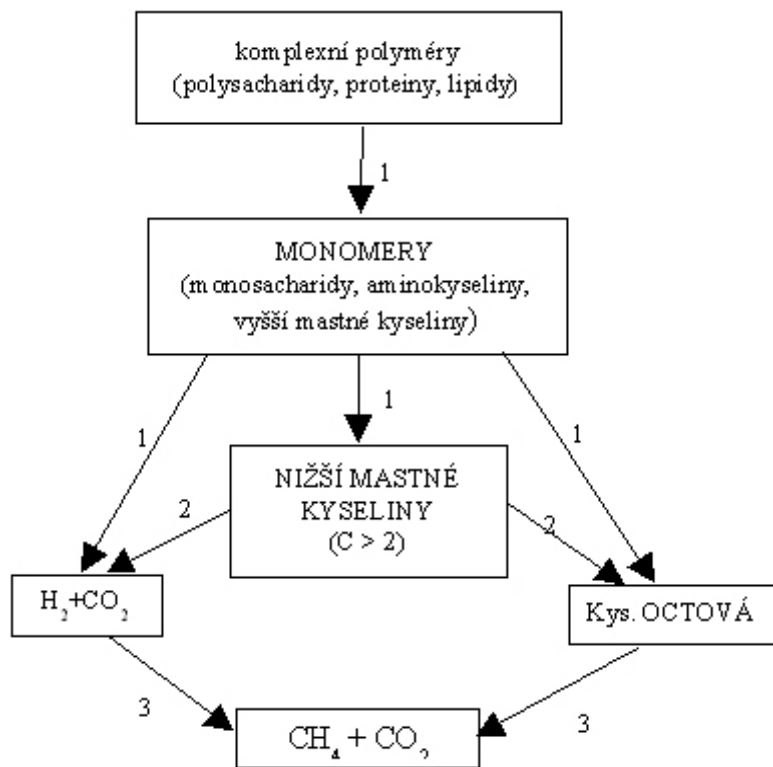 komplexní polyméry
(polysacharidy, proteiny, lipidy)
1
MONOMERY
(monosacharidy, aminokyseliny,
vyšší mastné kyseliny)
1
1
1
NIŽŠÍ MASTNÉ
KYSELINY
(C > 2)
2
2
H₂+CO₂
Kys. OCTOVÁ
3
3
CH₄ + CO₂